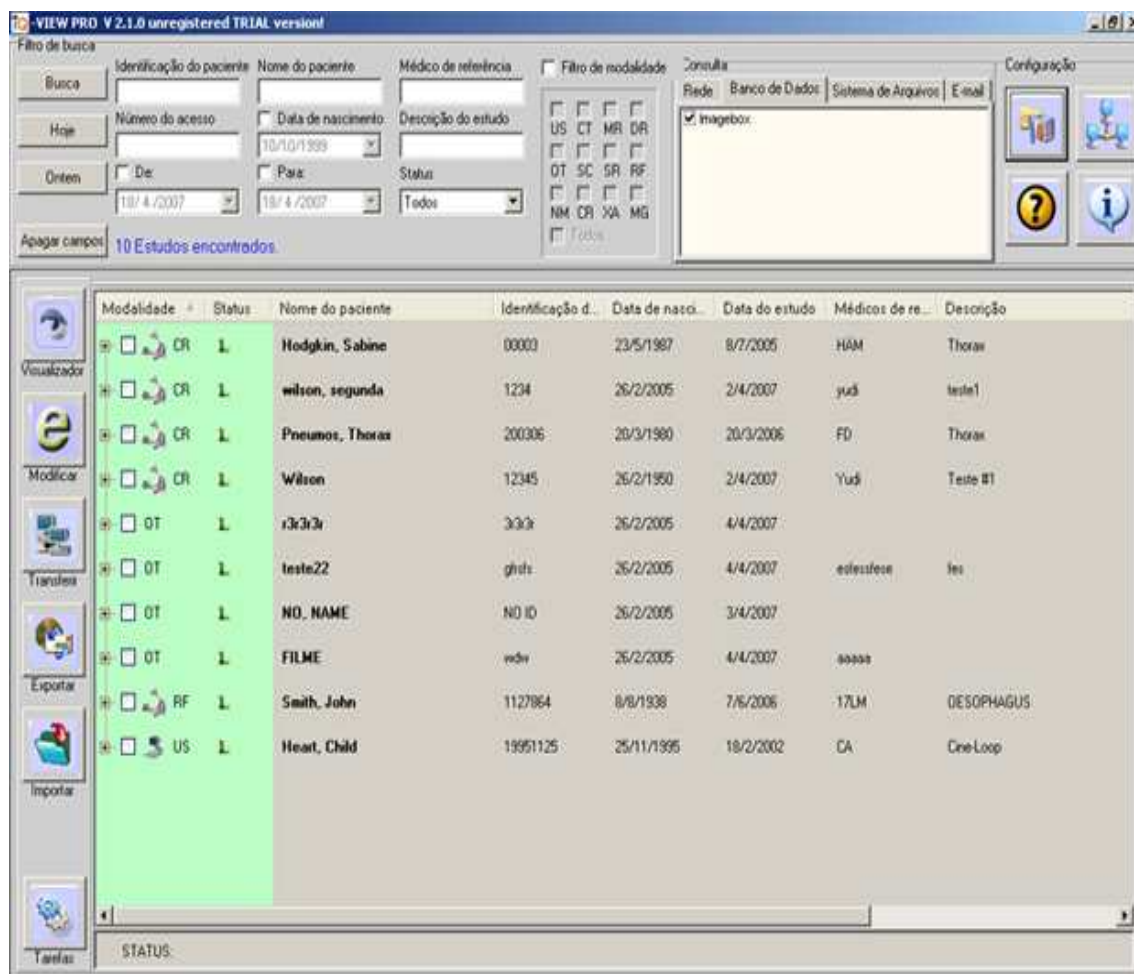 iQ-VIEW PRO V 2.1.0 unregistered TRIAL version!
Filtro de busca
Busca
Hoje
Ontem
Apagar campos
Identificação do paciente Nome do paciente Médico de referência
Número do acesso Data de nascimento Descrição do estudo
10/10/1999
De: Para: Status
18/ 4 /2007 18/ 4 /2007 Todos
10 Estudos encontrados.
Filtro de modalidade
US CT MR DR
OT SC SR RF
NM CR XA MG
Todos
Consulta
Rede Banco de Dados Sistema de Arquivos E-mail
Imagebox
Configuração
Visualizador
Modificar
Transferir
Exportar
Importar
Tarefas
Modalidade Status Nome do paciente Identificação d... Data de nasci... Data do estudo Médicos de re... Descrição
CR L Hodgkin, Sabine 00003 23/5/1987 8/7/2005 HAM Thorax
CR L wilson, segunda 1234 26/2/2005 2/4/2007 yudi teste1
CR L Pneumos, Thorax 200306 20/3/1980 20/3/2006 FD Thorax
CR L Wilson 12345 26/2/1950 2/4/2007 Yudi Teste #1
OT L r3r3r3r 26/2/2005 4/4/2007
OT L teste22 26/2/2005 4/4/2007 fes
OT L NO, NAME NO ID 26/2/2005 3/4/2007
OT L FILME 26/2/2005 4/4/2007 aaaaa
RF L Smith, John 1127864 8/8/1938 7/6/2006 17LM OESOPHAGUS
US L Heart, Child 19951125 25/11/1995 18/2/2002 CA Cine-Loop
STATUS: